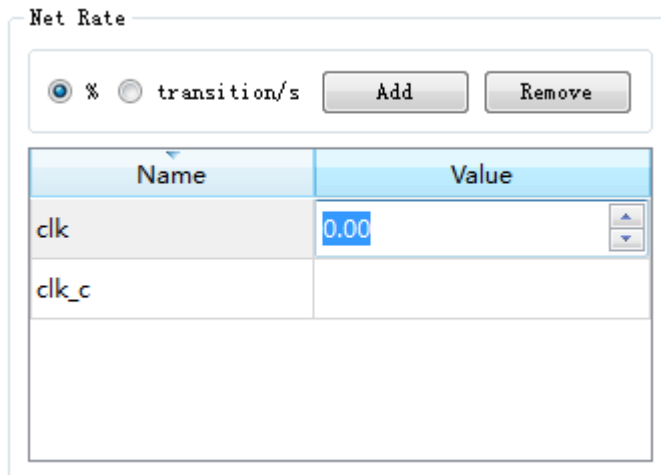 Net Rate
% transition/s Add Remove
Name Value
clk 0.00
clk_c